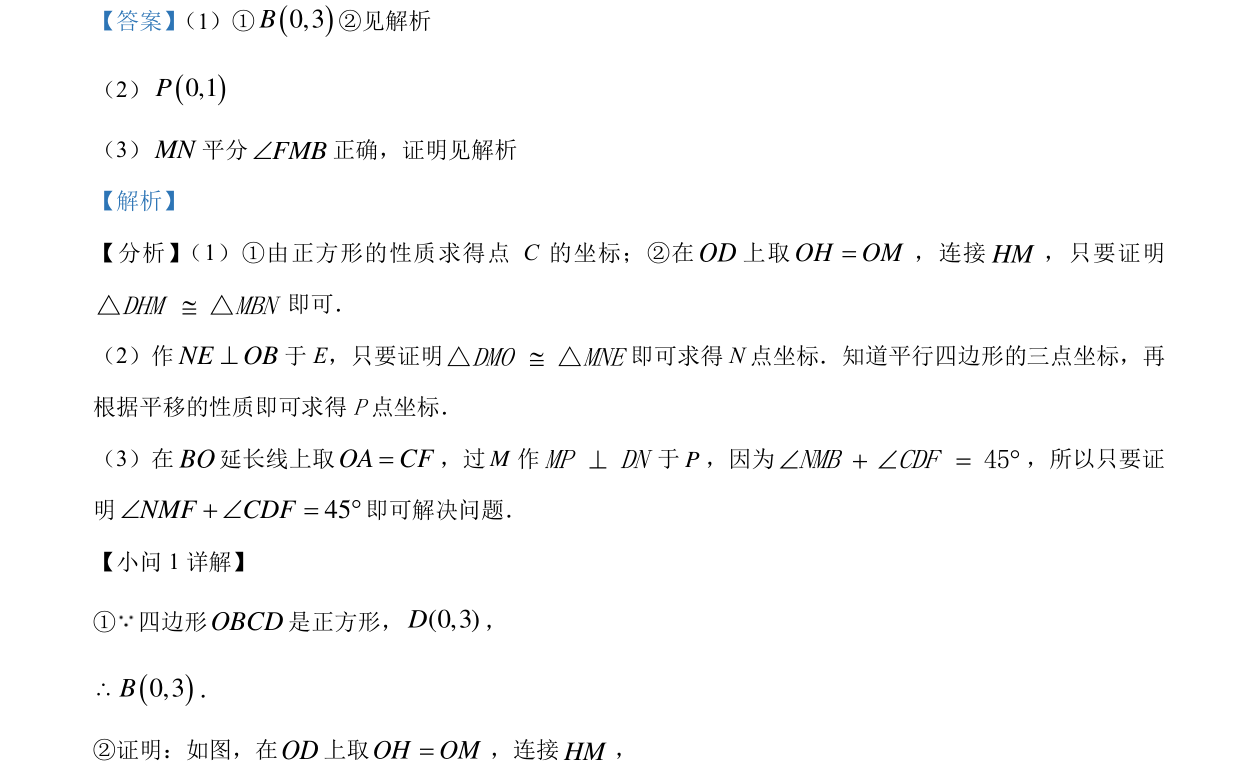 【答案】（1）①B(0,3)②见解析
（2）P(0,1)
（3）MN 平分∠FMB 正确，证明见解析
【解析】
【分析】（1）①由正方形的性质求得点 C 的坐标；②在 OD 上取 OH = OM ，连接 HM ，只要证明
△DHM ≅ △MBN 即可．
（2）作 NE ⊥ OB 于 E，只要证明△DMO ≅ △MNE 即可求得 N 点坐标．知道平行四边形的三点坐标，再
根据平移的性质即可求得 P 点坐标．
（3）在 BO 延长线上取 OA = CF ，过 M 作 MP ⊥ DN 于 P ，因为∠NMB + ∠CDF = 45° ，所以只要证
明∠NMF + ∠CDF = 45° 即可解决问题．
【小问 1 详解】
①∵四边形 OBCD 是正方形， D(0,3) ，
∴ B(0,3) ．
②证明：如图，在 OD 上取 OH = OM ，连接 HM ，